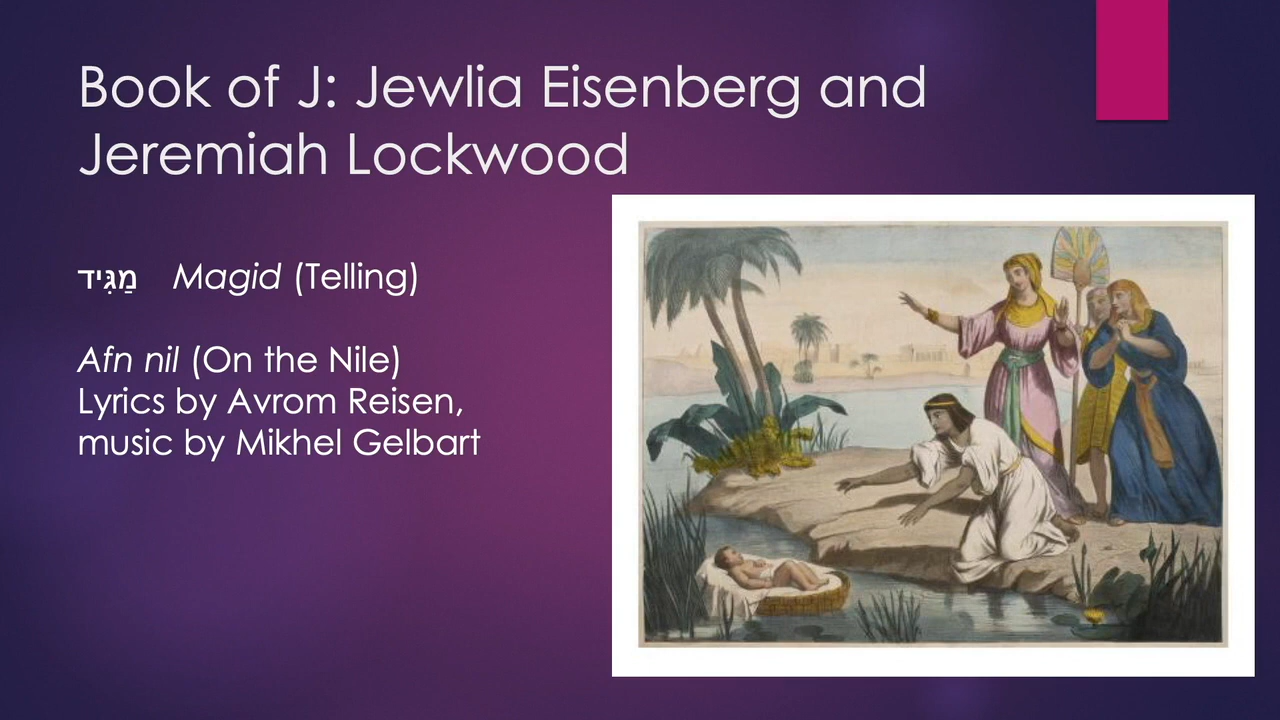 Book of J: Jewlia Eisenberg and
Jeremiah Lockwood
מַגִּיד Magid (Telling)
Afn nil (On the Nile)
Lyrics by Avrom Reisen,
music by Mikhel Gelbart